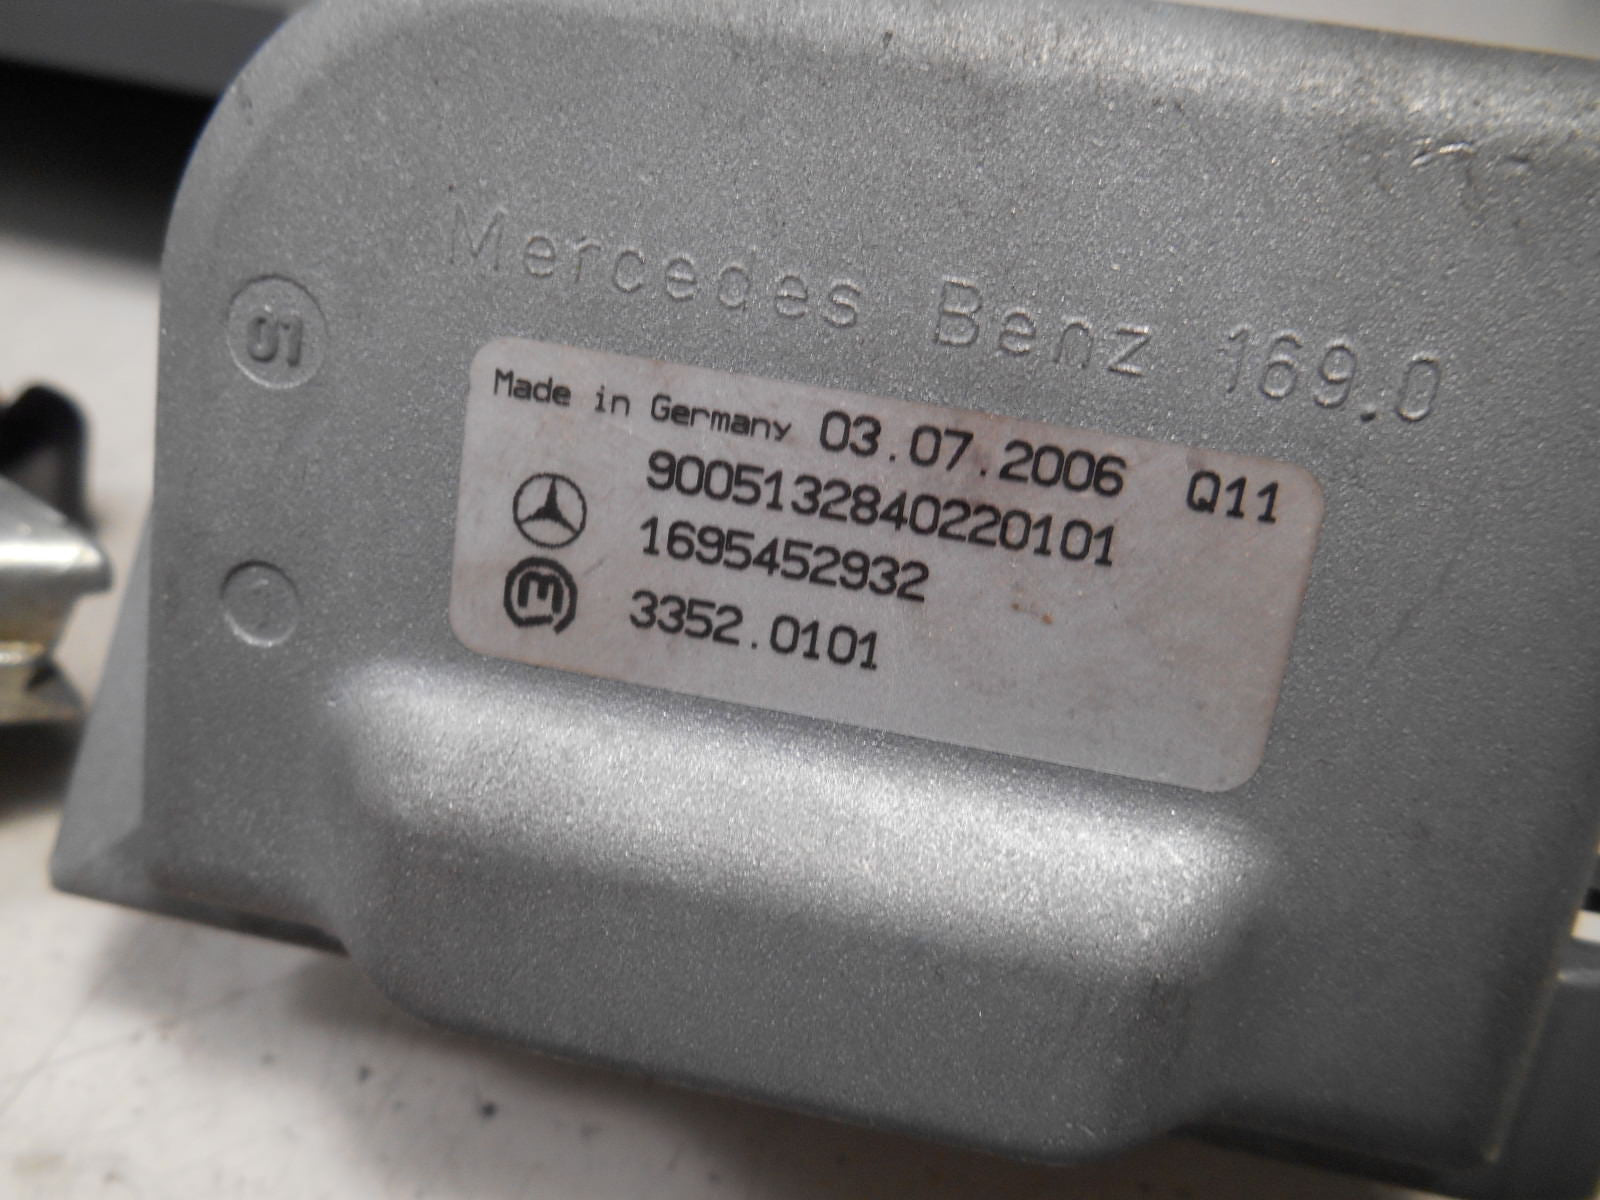 Mercedes Benz 169.0
01
Made in Germany 03.07.2006 Q11
9005132840220101
1695452932
3352.0101